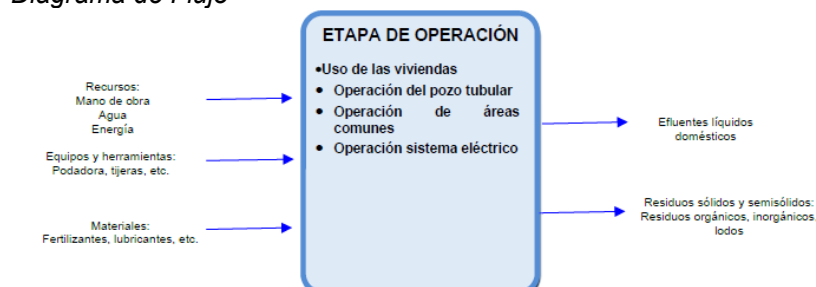 Diagrama de Flujo
ETAPA DE OPERACIÓN
•Uso de las viviendas
• Operación del pozo tubular
• Operación de áreas
comunes
• Operación sistema eléctrico
Recursos:
Mano de obra
Agua
Energía
Equipos y herramientas:
Podadora, tijeras, etc.
Materiales:
Fertilizantes, lubricantes, etc.
Efluentes líquidos
domésticos
Residuos sólidos y semisólidos:
Residuos orgánicos, inorgánicos,
lodos